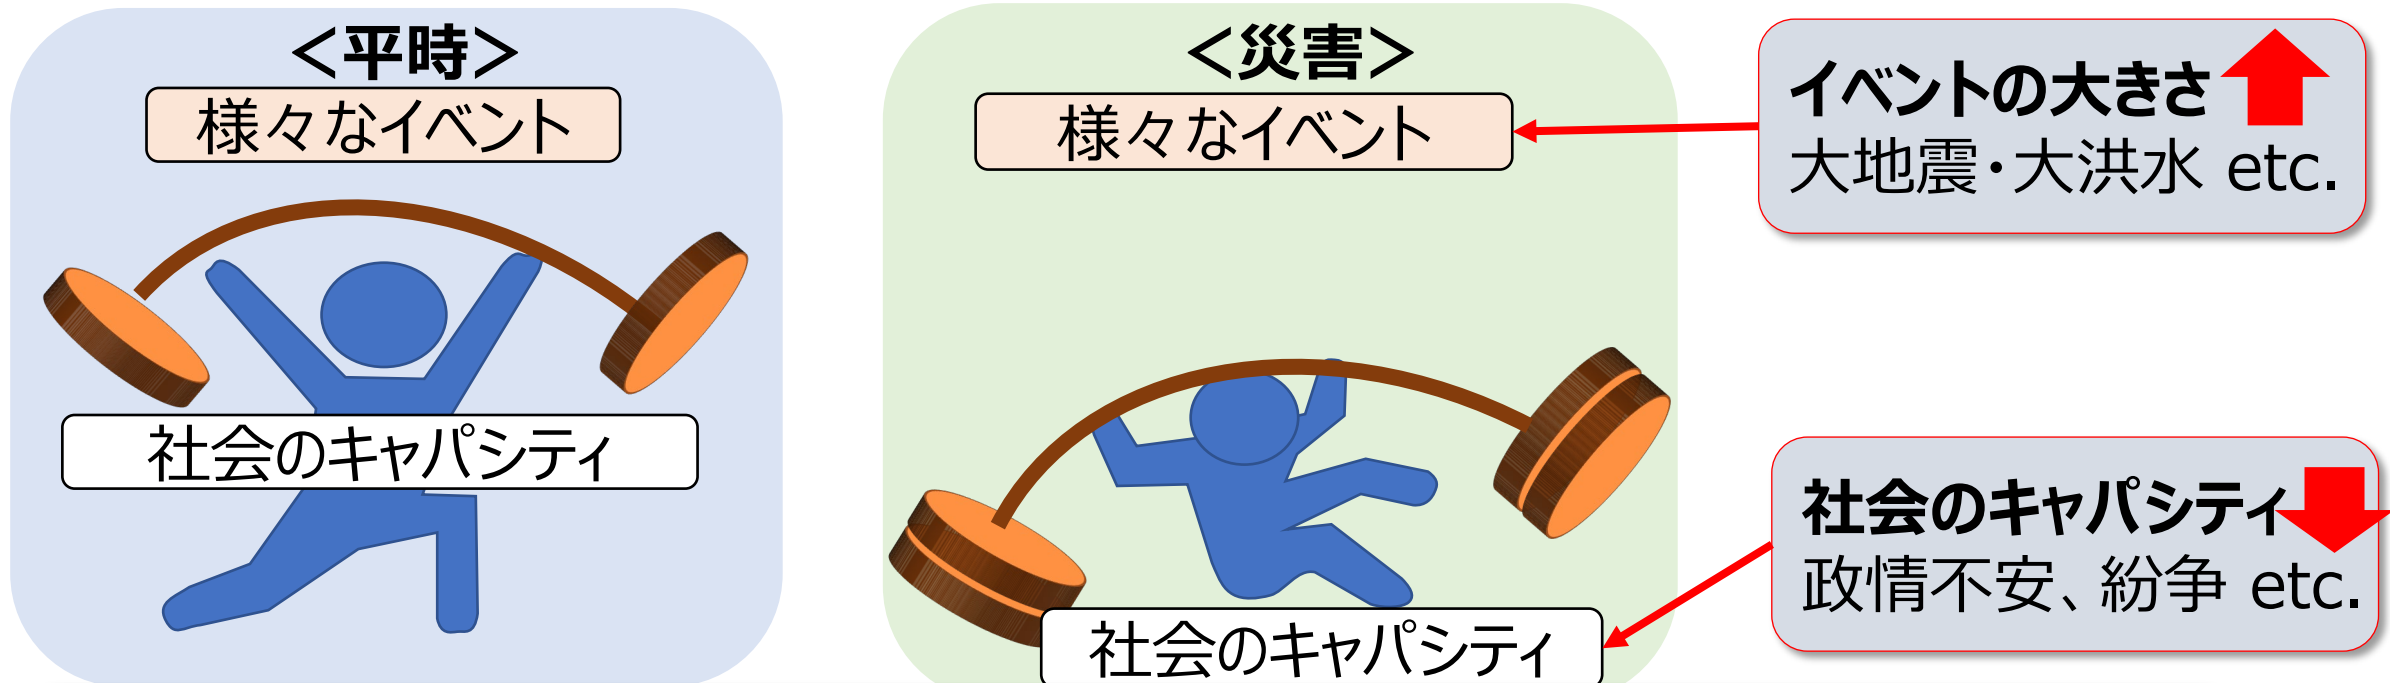 ＜平時＞
様々なイベント
社会のキャパシティ
＜災害＞
様々なイベント
社会のキャパシティ
イベントの大きさ
大地震・大洪水 etc.
社会のキャパシティ
政情不安、紛争 etc.